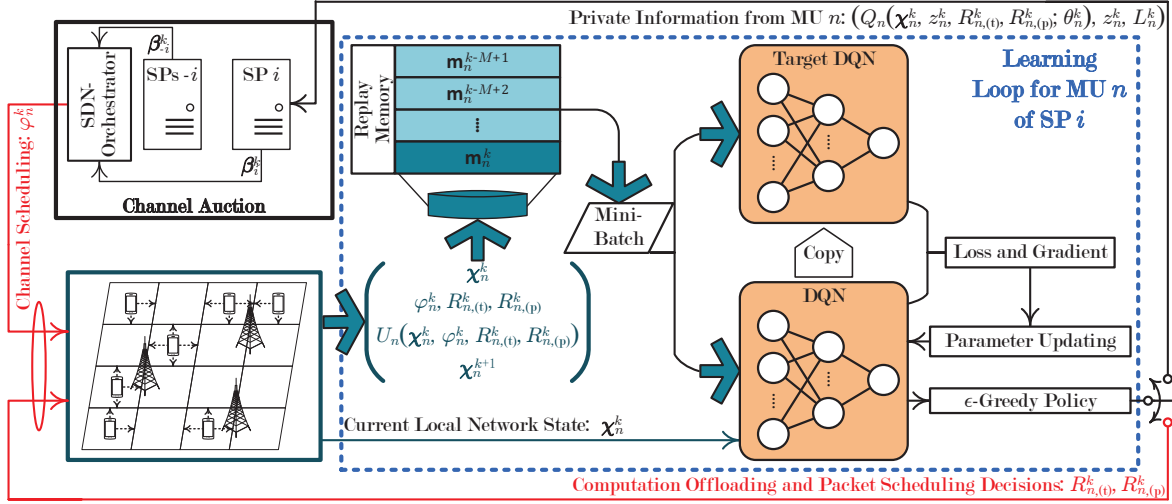 Private Information from MU n: (Q_n(χ_n^k, z_n^k, R_{n,(t)}^k, R_{n,(p)}^k; θ_n^k), z_n^k, L_n^k)
β_{-i}^k
SPs -i
SP i
SDN-
Orchestrator
β_i^k
Channel Auction
Channel Scheduling: φ_n^k
Replay
Memory
m_n^{k-M+1}
m_n^{k-M+2}
⋮
m_n^k
Mini-
Batch
Target DQN
Learning
Loop for MU n
of SP i
Copy
Loss and Gradient
DQN
Parameter Updating
ϵ-Greedy Policy
χ_n^k
φ_n^k, R_{n,(t)}^k, R_{n,(p)}^k
U_n(χ_n^k, φ_n^k, R_{n,(t)}^k, R_{n,(p)}^k)
χ_n^{k+1}
Current Local Network State: χ_n^k
Computation Offloading and Packet Scheduling Decisions: R_{n,(t)}^k, R_{n,(p)}^k